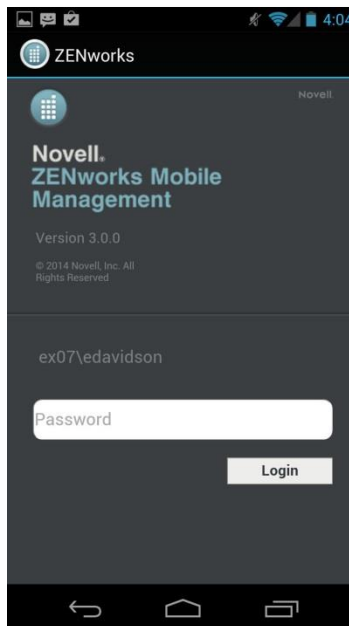 4:04
ZENworks
Novell.
Novell®
ZENworks Mobile
Management
Version 3.0.0
© 2014 Novell, Inc. All
Rights Reserved
ex07\edavidson
Password
Login